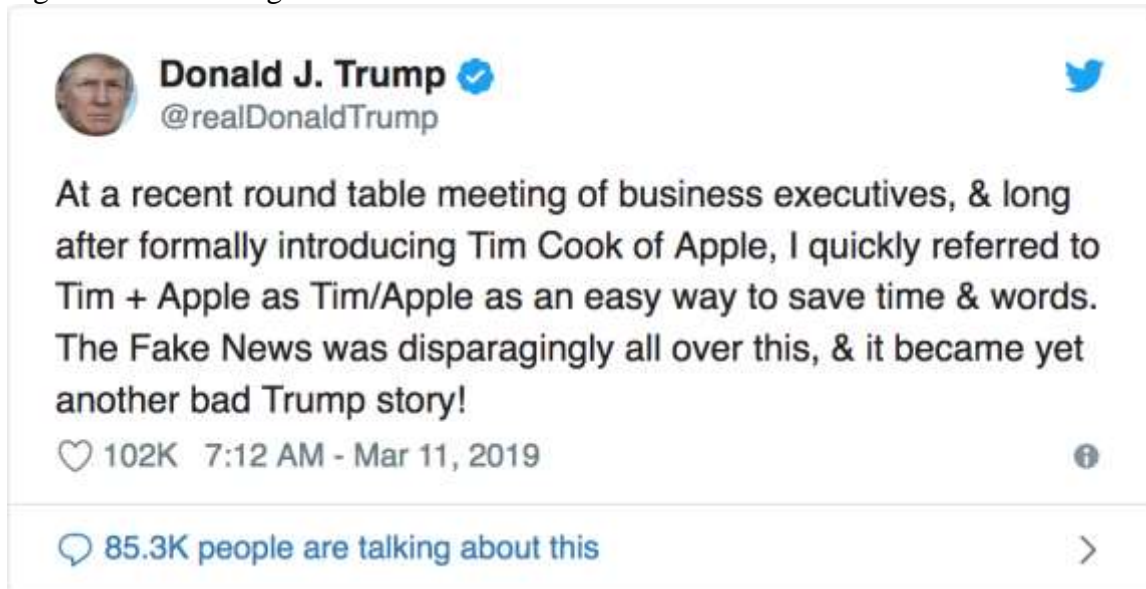 Donald J. Trump
@realDonaldTrump
At a recent round table meeting of business executives, & long
after formally introducing Tim Cook of Apple, I quickly referred to
Tim + Apple as Tim/Apple as an easy way to save time & words.
The Fake News was disparagingly all over this, & it became yet
another bad Trump story!
102K 7:12 AM - Mar 11, 2019
85.3K people are talking about this